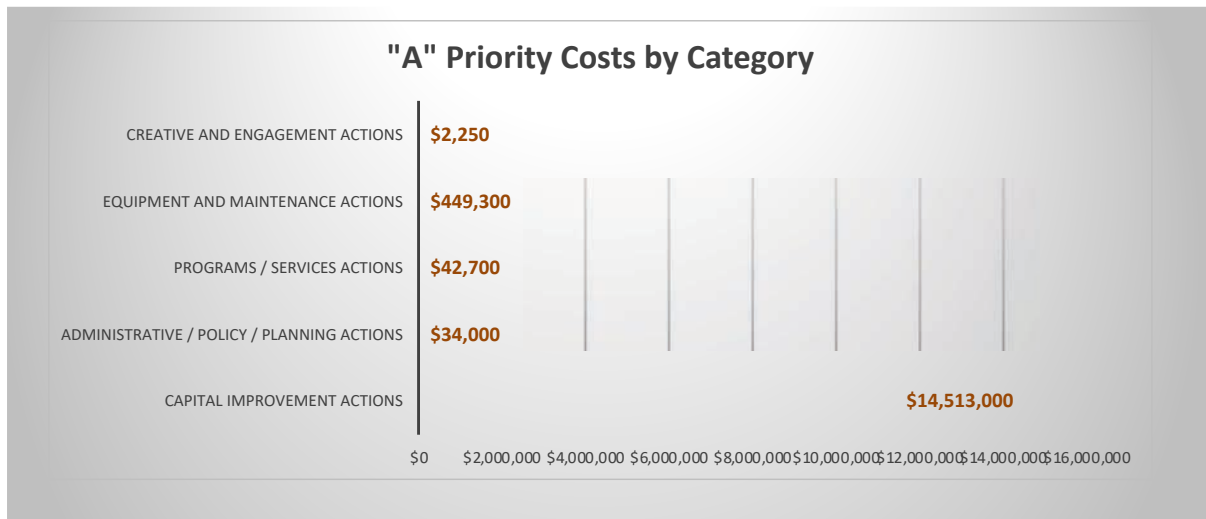 "A" Priority Costs by Category
CREATIVE AND ENGAGEMENT ACTIONS $2,250
EQUIPMENT AND MAINTENANCE ACTIONS $449,300
PROGRAMS / SERVICES ACTIONS $42,700
ADMINISTRATIVE / POLICY / PLANNING ACTIONS $34,000
CAPITAL IMPROVEMENT ACTIONS $14,513,000
$0 $2,000,000 $4,000,000 $6,000,000 $8,000,000 $10,000,000 $12,000,000 $14,000,000 $16,000,000